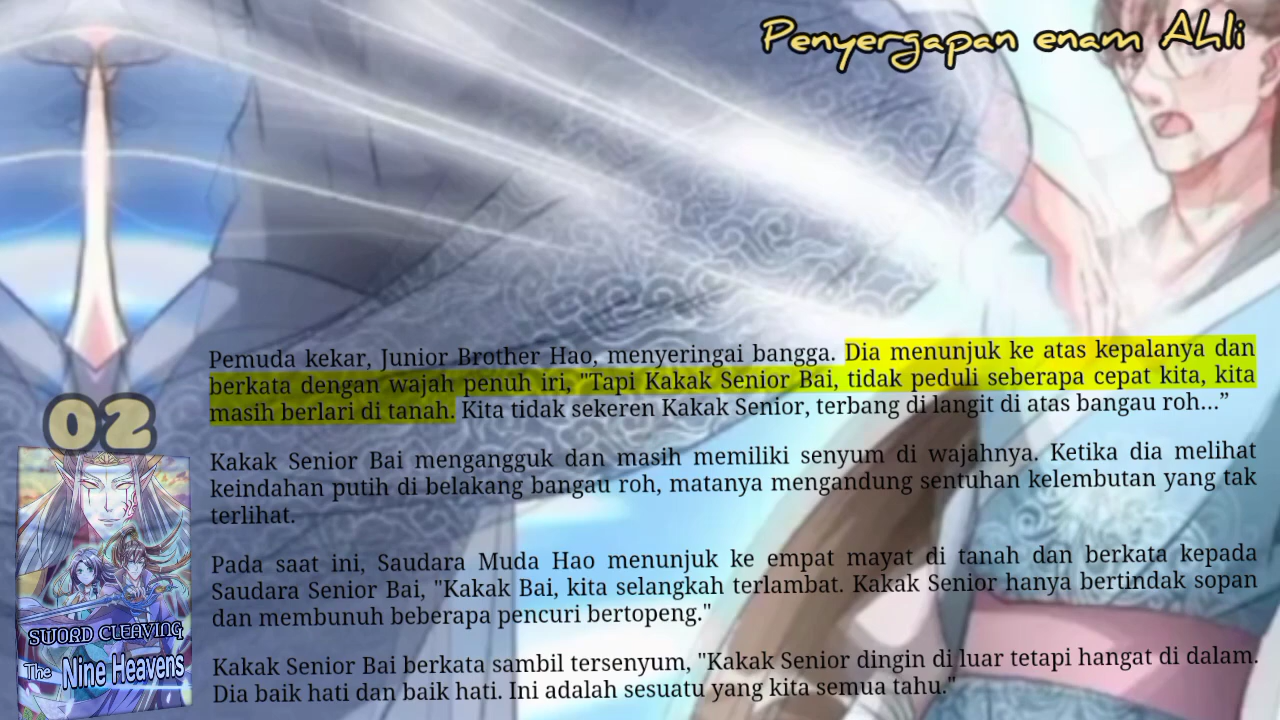 Penyergapan enam Ahli
Pemuda kekar, Junior Brother Hao, menyeringai bangga. Dia menunjuk ke atas kepalanya dan
berkata dengan wajah penuh iri, "Tapi Kakak Senior Bai, tidak peduli seberapa cepat kita, kita
masih berlari di tanah. Kita tidak sekeren Kakak Senior, terbang di langit di atas bangau roh…”
Kakak Senior Bai mengangguk dan masih memiliki senyum di wajahnya. Ketika dia melihat
keindahan putih di belakang bangau roh, matanya mengandung sentuhan kelembutan yang tak
terlihat.
Pada saat ini, Saudara Muda Hao menunjuk ke empat mayat di tanah dan berkata kepada
Saudara Senior Bai, "Kakak Bai, kita selangkah terlambat. Kakak Senior hanya bertindak sopan
dan membunuh beberapa pencuri bertopeng."
Kakak Senior Bai berkata sambil tersenyum, "Kakak Senior dingin di luar tetapi hangat di dalam.
Dia baik hati dan baik hati. Ini adalah sesuatu yang kita semua tahu."
02
SWORD CLEAVING
The Nine Heavens